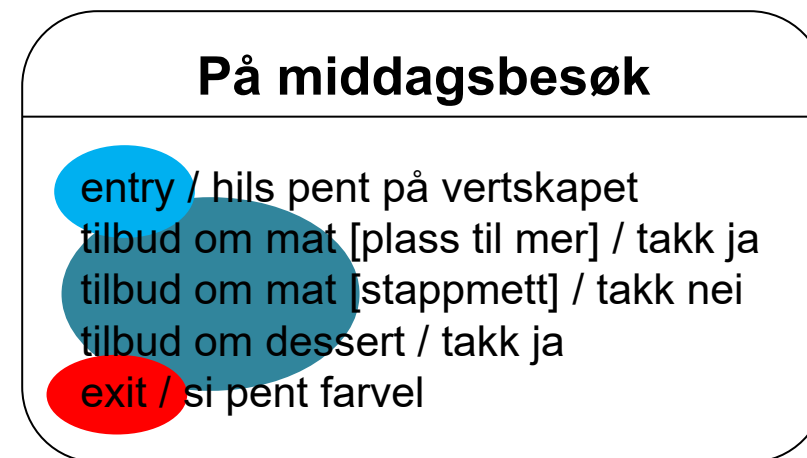 På middagsbesøk
entry / hils pent på vertskapet
tilbud om mat [plass til mer] / takk ja
tilbud om mat [stappmett] / takk nei
tilbud om dessert / takk ja
exit / si pent farvel